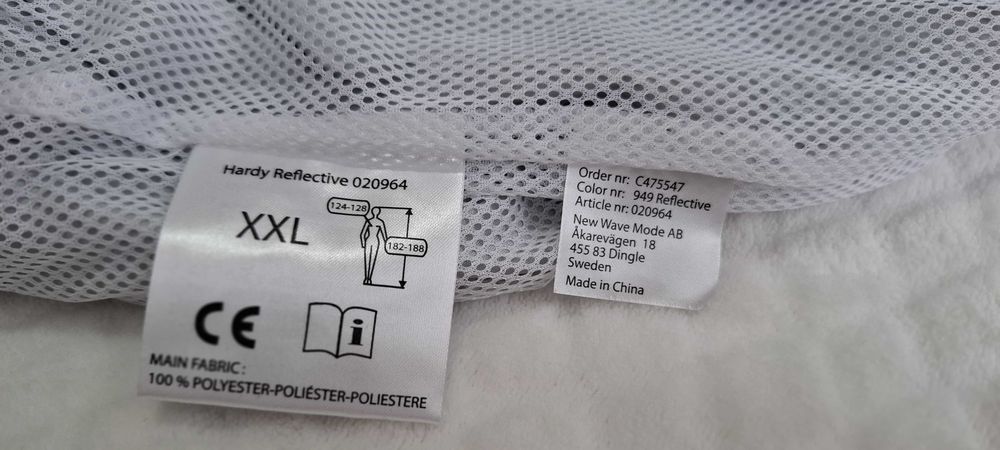 Hardy Reflective 020964
XXL
124-128
182-188
CE
i
MAIN FABRIC:
100 % POLYESTER-POLIÉSTER-POLIESTERE
Order nr: C475547
Color nr: 949 Reflective
Article nr: 020964
New Wave Mode AB
Åkarevägen 18
455 83 Dingle
Sweden
Made in China